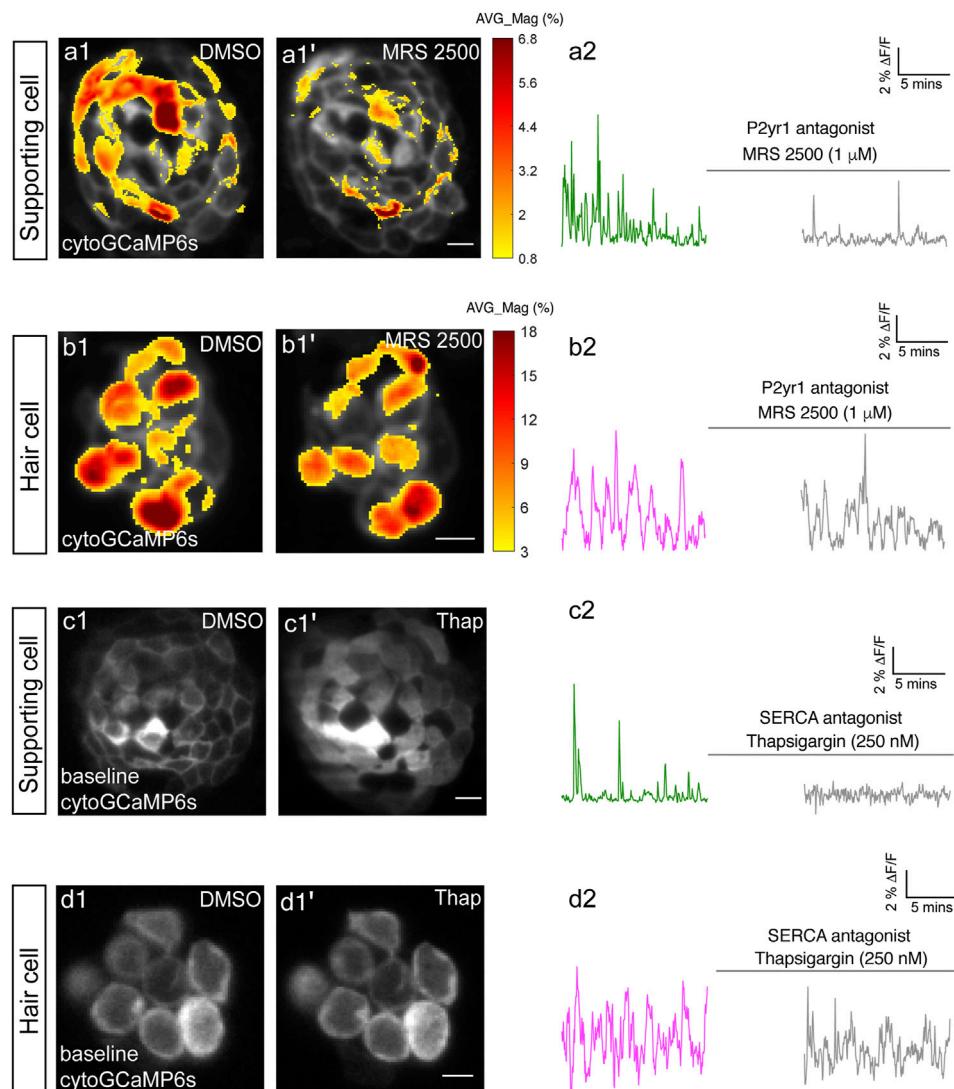 AVG_Mag (%)
Supporting cell
a1
DMSO
cytoGCaMP6s
a1'
MRS 2500
6.8
5.6
4.4
3.2
2
0.8
a2
2 % ΔF/F
5 mins
P2yr1 antagonist
MRS 2500 (1 μM)
AVG_Mag (%)
Hair cell
b1
DMSO
cytoGCaMP6s
b1'
MRS 2500
18
15
12
9
6
3
b2
2 % ΔF/F
5 mins
P2yr1 antagonist
MRS 2500 (1 μM)
Supporting cell
c1
DMSO
baseline
cytoGCaMP6s
c1'
Thap
c2
2 % ΔF/F
5 mins
SERCA antagonist
Thapsigargin (250 nM)
Hair cell
d1
DMSO
baseline
cytoGCaMP6s
d1'
Thap
d2
2 % ΔF/F
5 mins
SERCA antagonist
Thapsigargin (250 nM)